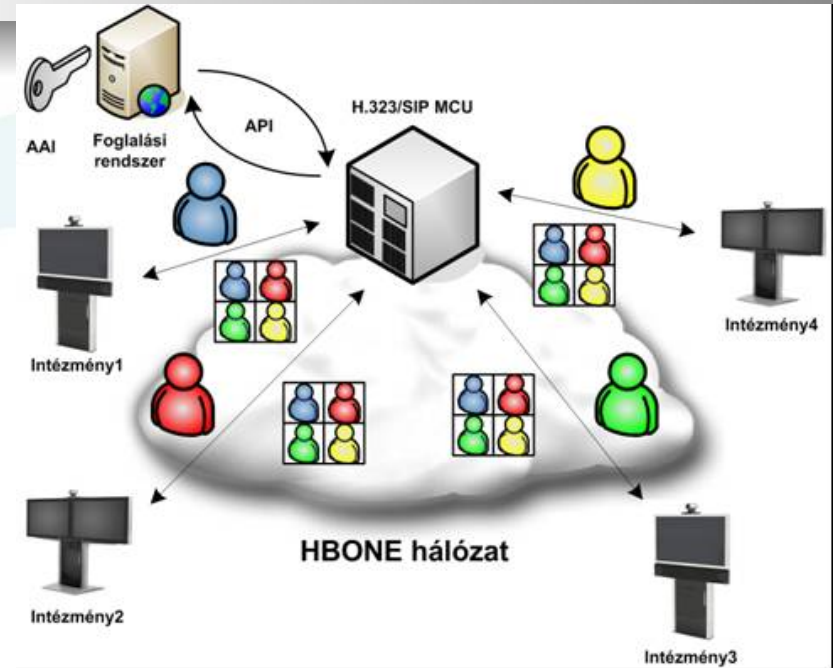 H.323/SIP MCU
API
AAI
Foglalási
rendszer
Intézmény1
Intézmény4
HBONE hálózat
Intézmény2
Intézmény3